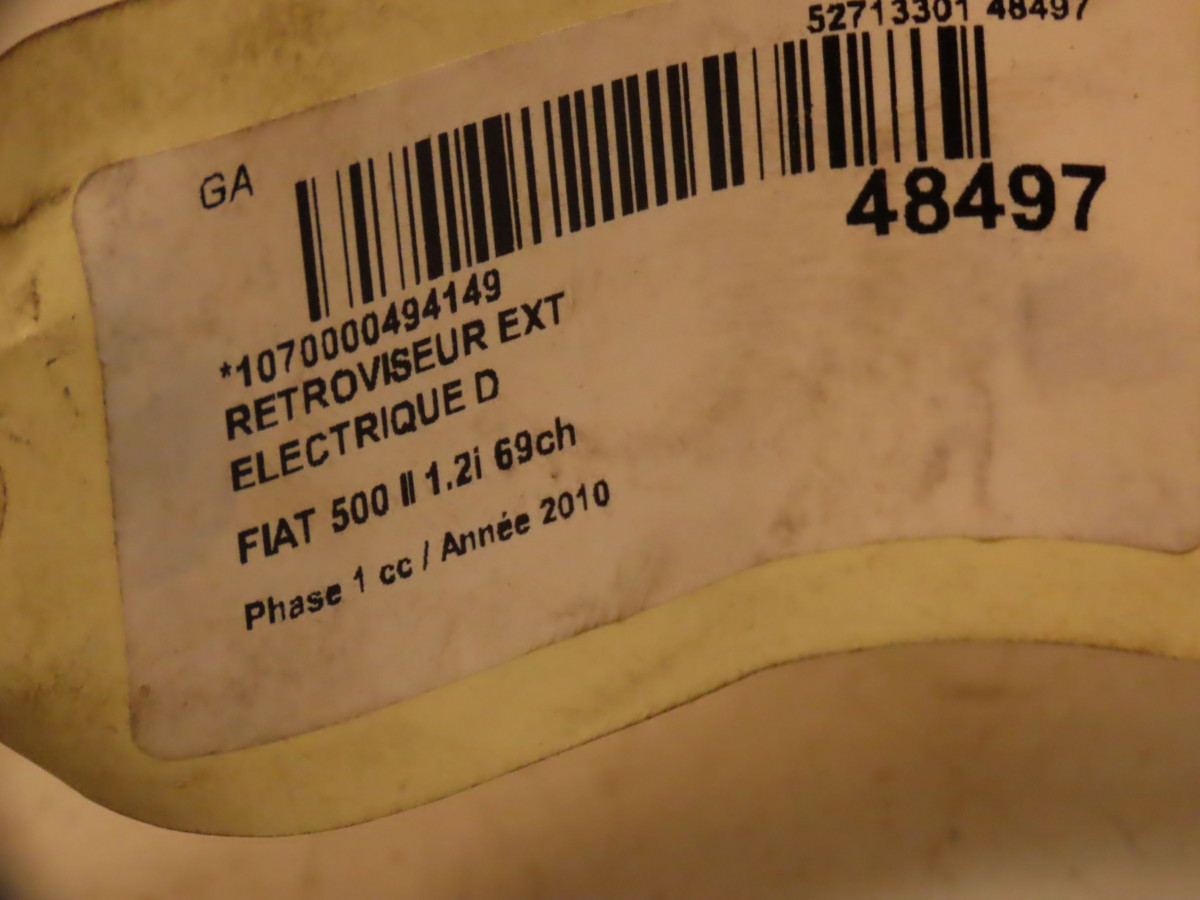 52713301 48497
GA
48497
*1070000494149
RETROVISEUR EXT
ELECTRIQUE D
FIAT 500 II 1.2i 69ch
Phase 1 cc / Année 2010